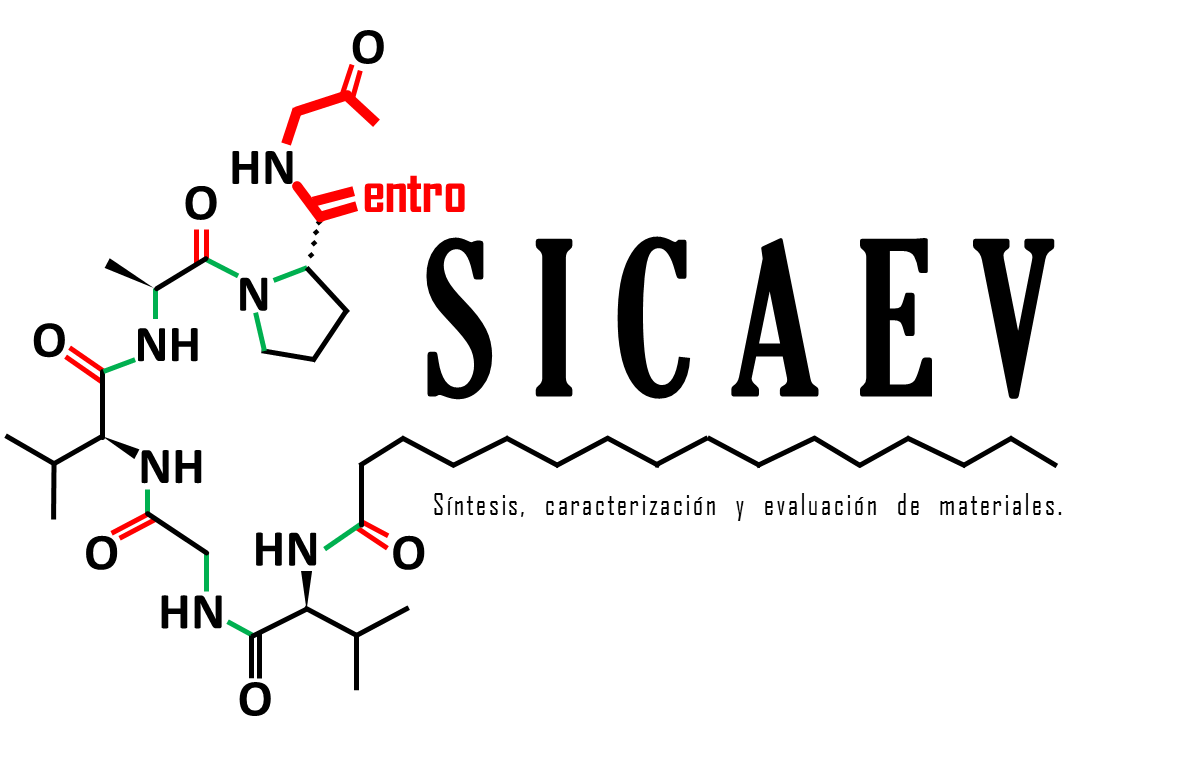 O
HN
O
entro
N
SICAEV
O
NH
NH
Síntesis, caracterización y evaluación de materiales.
O
HN
O
HN
O